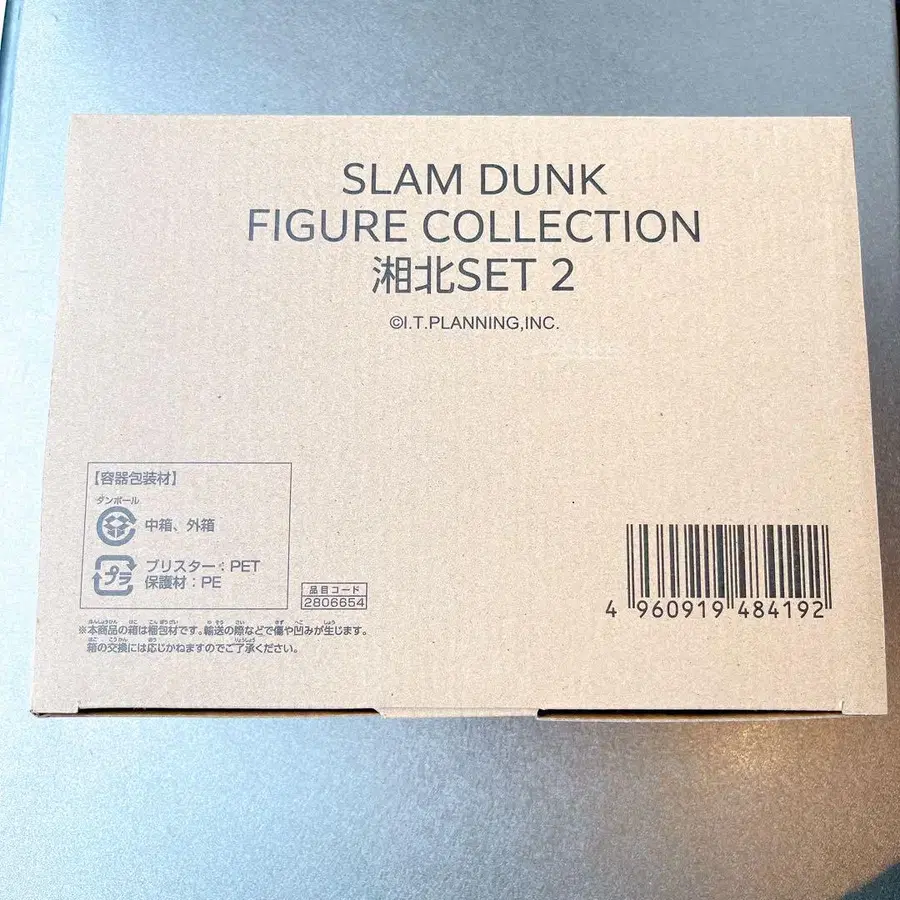 SLAM DUNK
FIGURE COLLECTION
湘北SET 2
©I.T.PLANNING,INC.
【容器包装材】
ダンボール
中箱、外箱
プラ
ブリスター：PET
保護材：PE
品目コード
2806654
※本商品の箱は梱包材です。輸送の際などで傷や凹みが生じます。
箱の交換には応じかねますのでご了承ください。
4 960919 484192